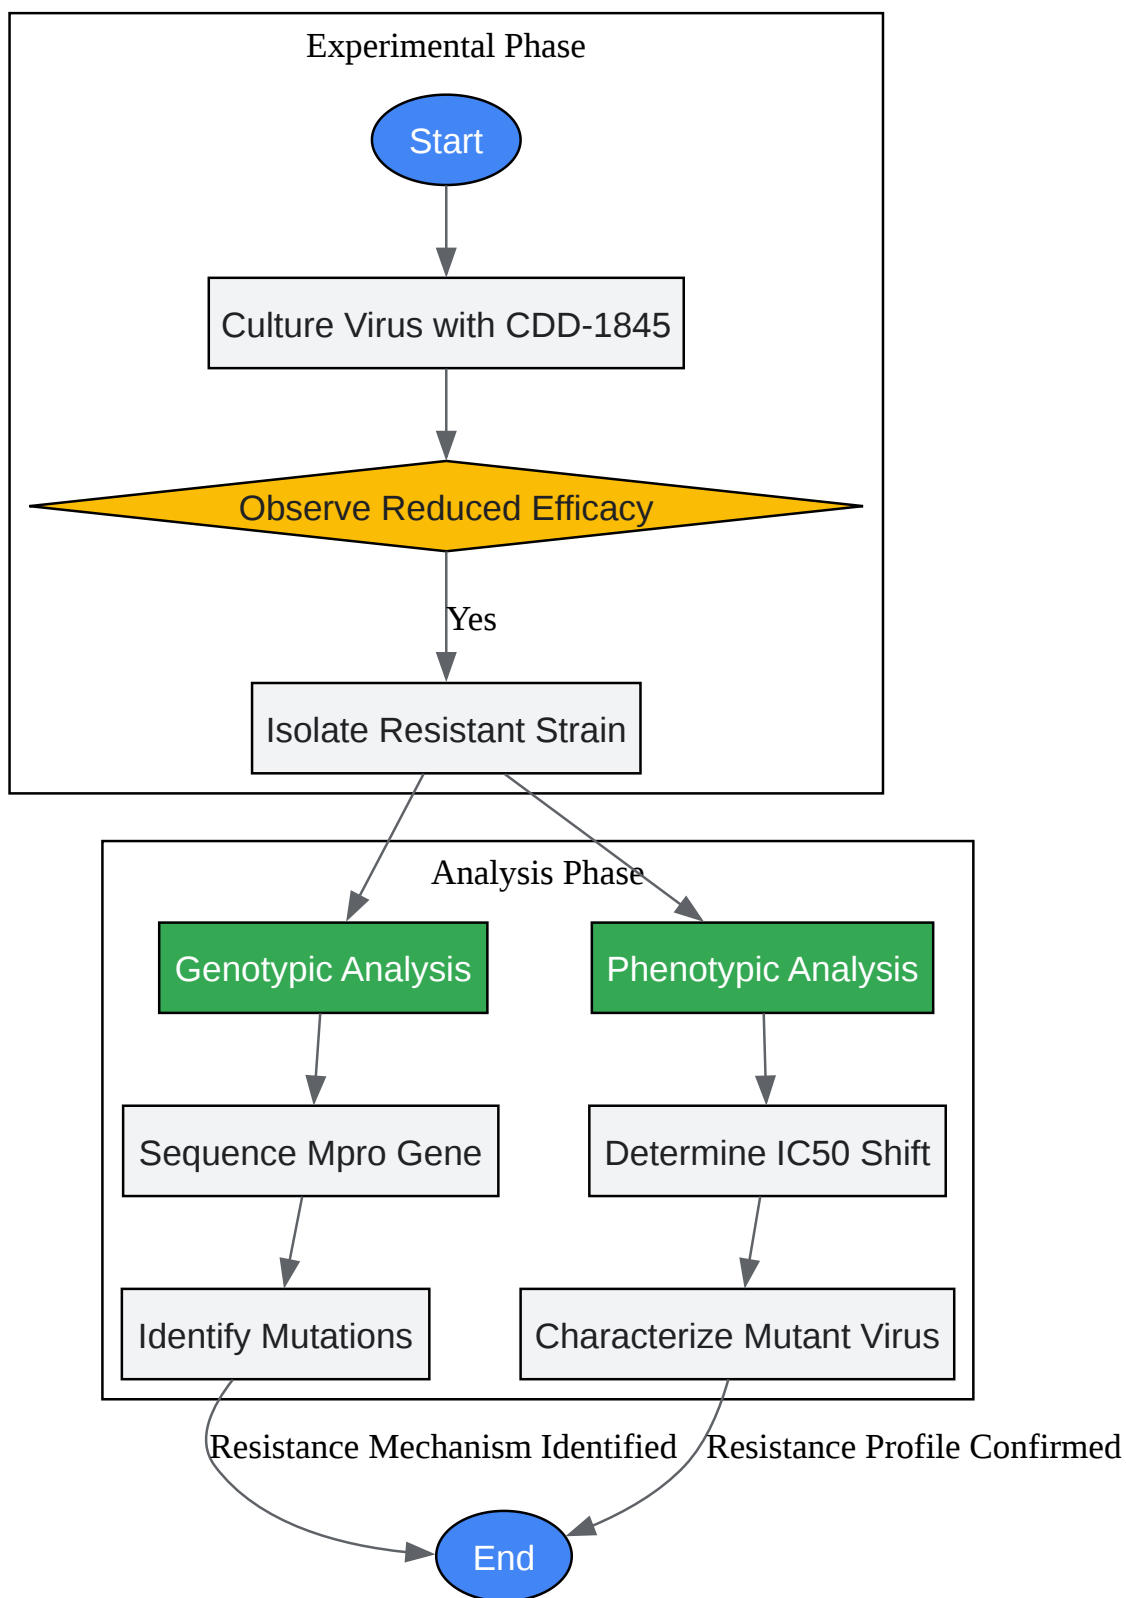 Experimental Phase
Start
Culture Virus with CDD-1845
Observe Reduced Efficacy
Yes
Isolate Resistant Strain
Analysis Phase
Genotypic Analysis
Phenotypic Analysis
Sequence Mpro Gene
Determine IC50 Shift
Identify Mutations
Characterize Mutant Virus
Resistance Mechanism Identified
Resistance Profile Confirmed
End